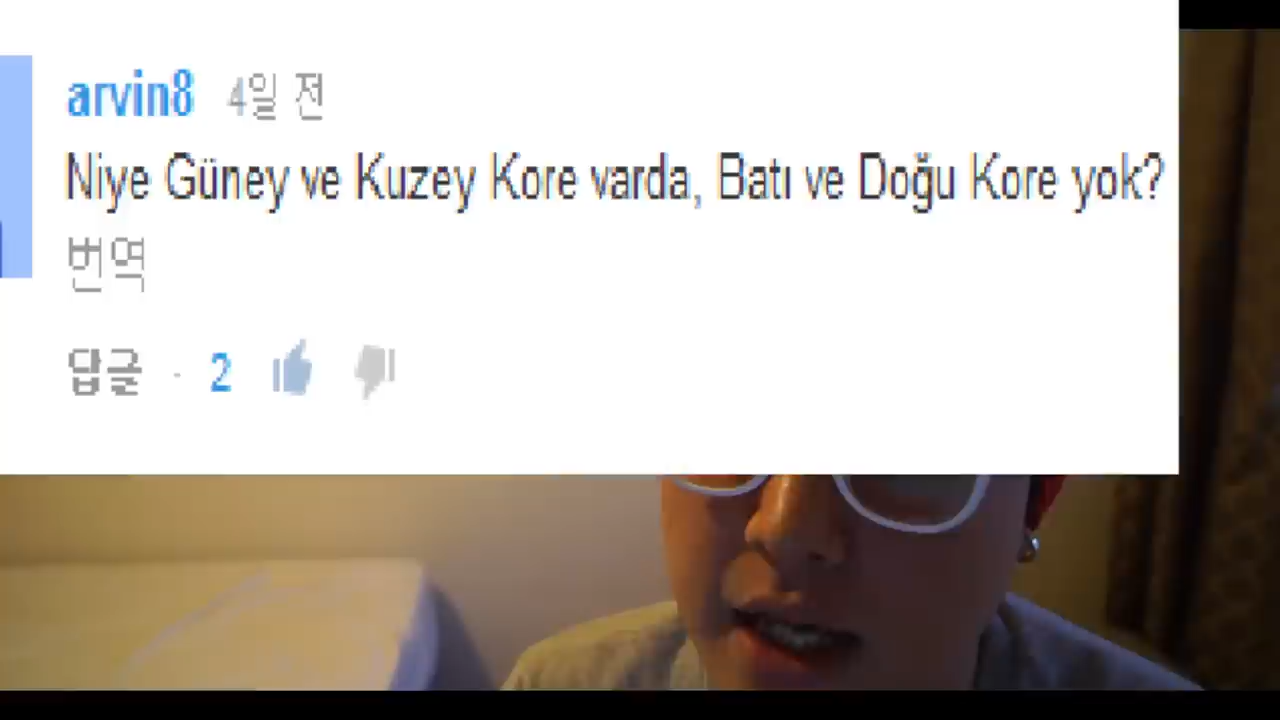 arvin8 4일 전
Niye Güney ve Kuzey Kore varda, Batı ve Doğu Kore yok?
번역
답글 · 2